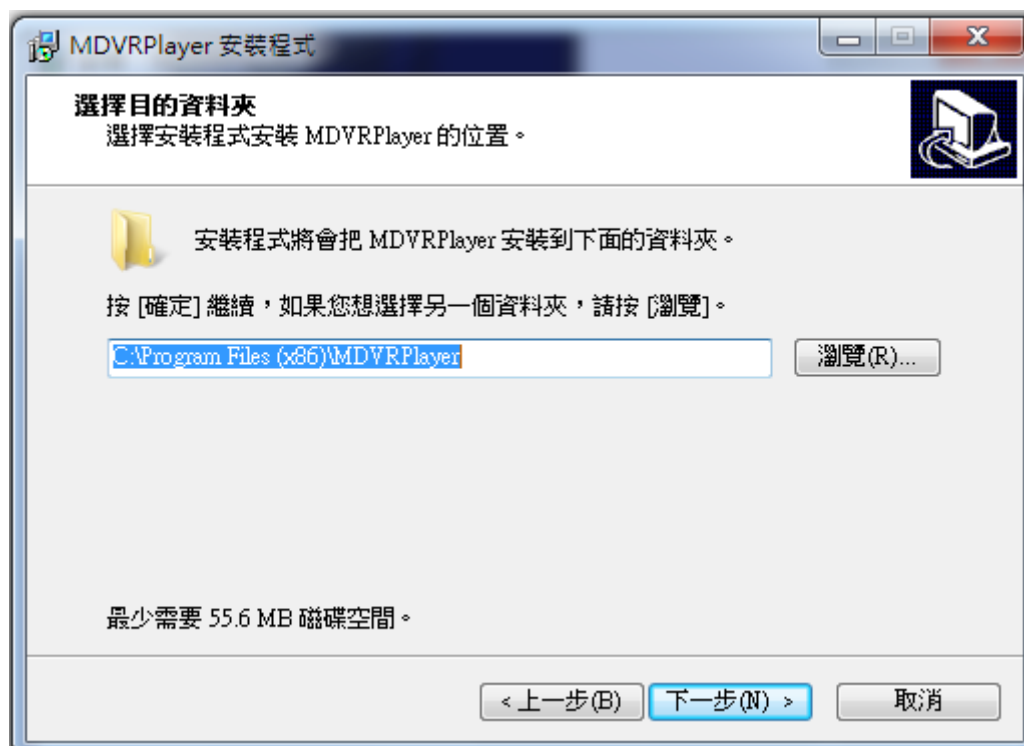 MDVRPlayer 安裝程式
選擇目的資料夾
選擇安裝程式安裝 MDVRPlayer 的位置。
安裝程式將會把 MDVRPlayer 安裝到下面的資料夾。
按 [確定] 繼續，如果您想選擇另一個資料夾，請按 [瀏覽]。
C:\Program Files (x86)\MDVRPlayer
瀏覽(R)...
最少需要 55.6 MB 磁碟空間。
< 上一步(B)
下一步(N) >
取消